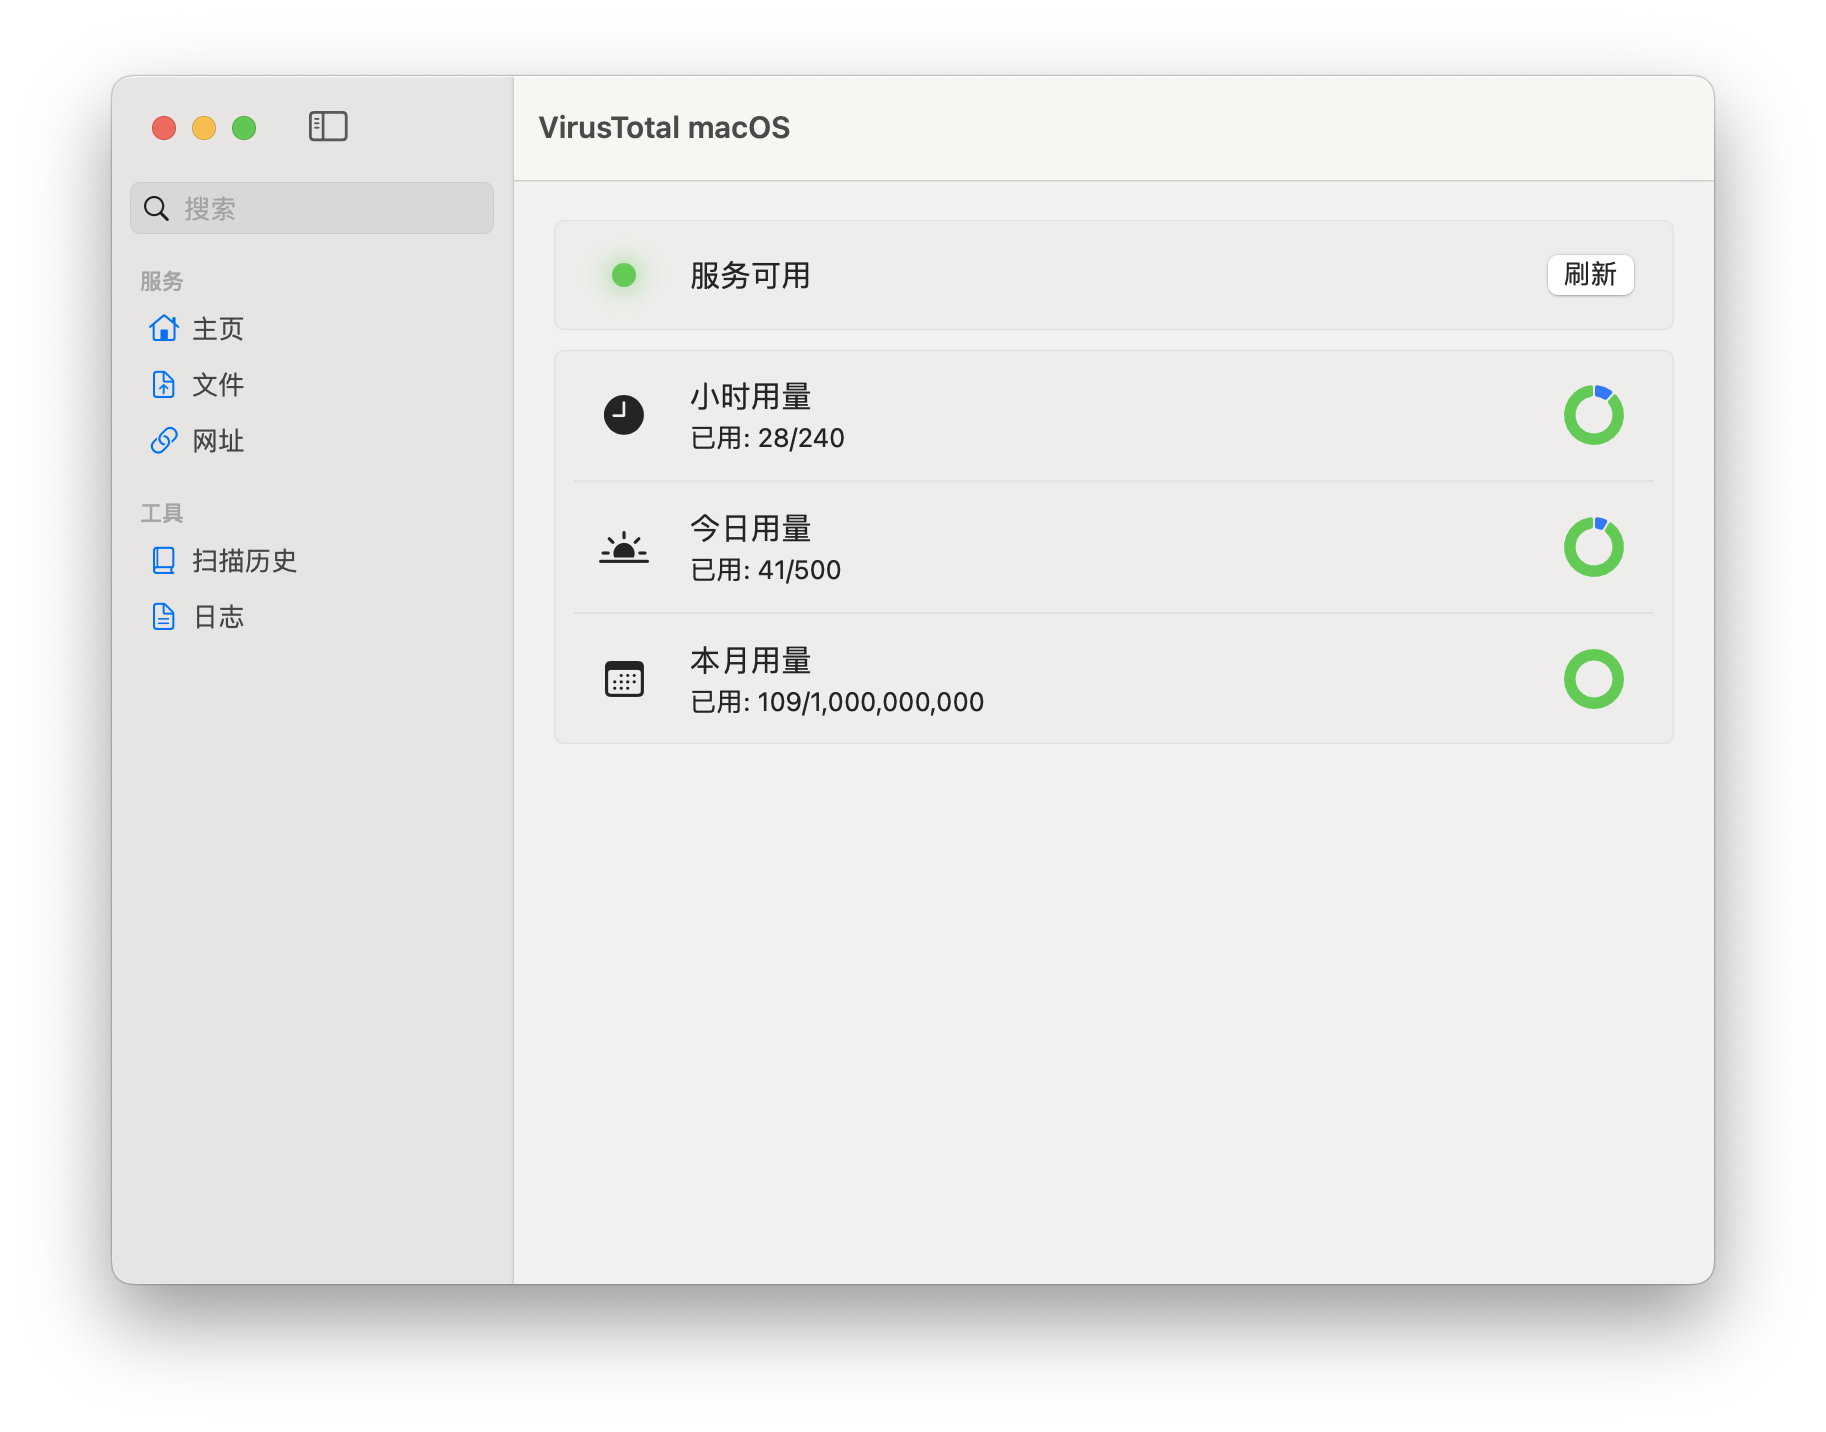 VirusTotal macOS
搜索
服务
主页
文件
网址
工具
扫描历史
日志
服务可用
刷新
小时用量
已用: 28/240
今日用量
已用: 41/500
本月用量
已用: 109/1,000,000,000